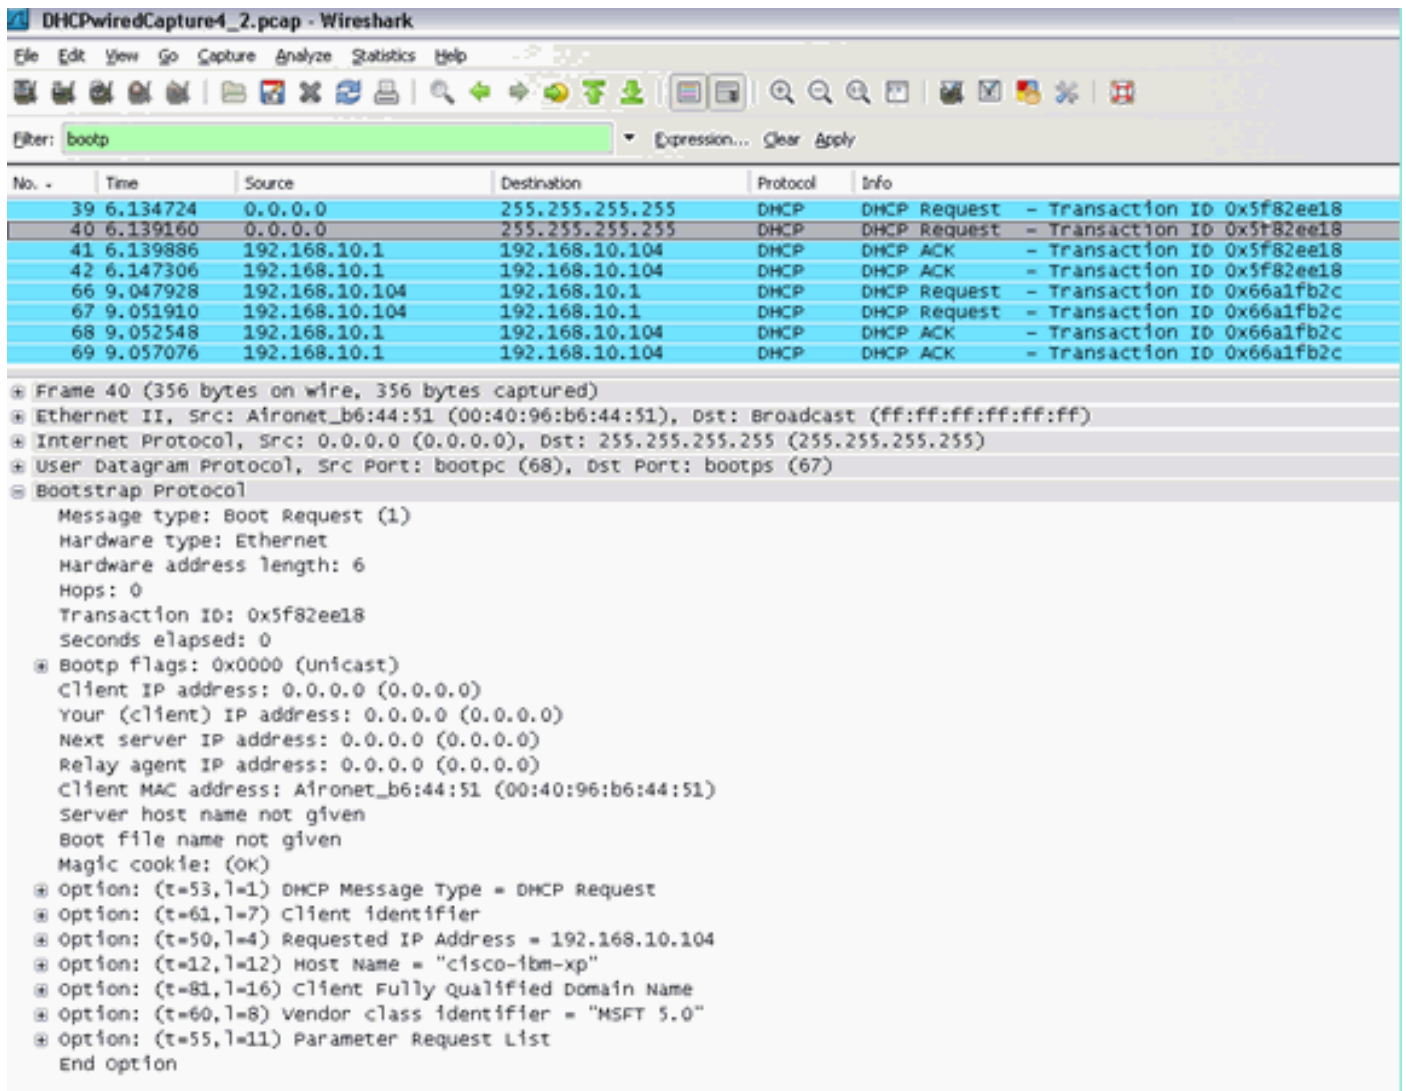 DHCPwiredCapture4_2.pcap - Wireshark
File Edit View Go Capture Analyze Statistics Help
Filter: bootp Expression... Clear Apply
No. - Time Source Destination Protocol Info
39 6.134724 0.0.0.0 255.255.255.255 DHCP DHCP Request - Transaction ID 0x5f82ee18
40 6.139160 0.0.0.0 255.255.255.255 DHCP DHCP Request - Transaction ID 0x5f82ee18
41 6.139886 192.168.10.1 192.168.10.104 DHCP DHCP ACK - Transaction ID 0x5f82ee18
42 6.147306 192.168.10.1 192.168.10.104 DHCP DHCP ACK - Transaction ID 0x5f82ee18
66 9.047928 192.168.10.104 192.168.10.1 DHCP DHCP Request - Transaction ID 0x66a1fb2c
67 9.051910 192.168.10.104 192.168.10.1 DHCP DHCP Request - Transaction ID 0x66a1fb2c
68 9.052548 192.168.10.1 192.168.10.104 DHCP DHCP ACK - Transaction ID 0x66a1fb2c
69 9.057076 192.168.10.1 192.168.10.104 DHCP DHCP ACK - Transaction ID 0x66a1fb2c
Frame 40 (356 bytes on wire, 356 bytes captured)
Ethernet II, Src: Aironet_b6:44:51 (00:40:96:b6:44:51), Dst: Broadcast (ff:ff:ff:ff:ff:ff)
Internet Protocol, Src: 0.0.0.0 (0.0.0.0), Dst: 255.255.255.255 (255.255.255.255)
User Datagram Protocol, Src Port: bootpc (68), Dst Port: bootps (67)
Bootstrap Protocol
Message type: Boot Request (1)
Hardware type: Ethernet
Hardware address length: 6
Hops: 0
Transaction ID: 0x5f82ee18
Seconds elapsed: 0
Bootp flags: 0x0000 (Unicast)
Client IP address: 0.0.0.0 (0.0.0.0)
Your (client) IP address: 0.0.0.0 (0.0.0.0)
Next server IP address: 0.0.0.0 (0.0.0.0)
Relay agent IP address: 0.0.0.0 (0.0.0.0)
Client MAC address: Aironet_b6:44:51 (00:40:96:b6:44:51)
Server host name not given
Boot file name not given
Magic cookie: (OK)
Option: (t=53,l=1) DHCP Message Type = DHCP Request
Option: (t=61,l=7) Client identifier
Option: (t=50,l=4) Requested IP Address = 192.168.10.104
Option: (t=12,l=12) Host Name = "cisco-ibm-xp"
Option: (t=81,l=16) Client Fully Qualified Domain Name
Option: (t=60,l=8) Vendor class identifier = "MSFT 5.0"
Option: (t=55,l=11) Parameter Request List
End Option